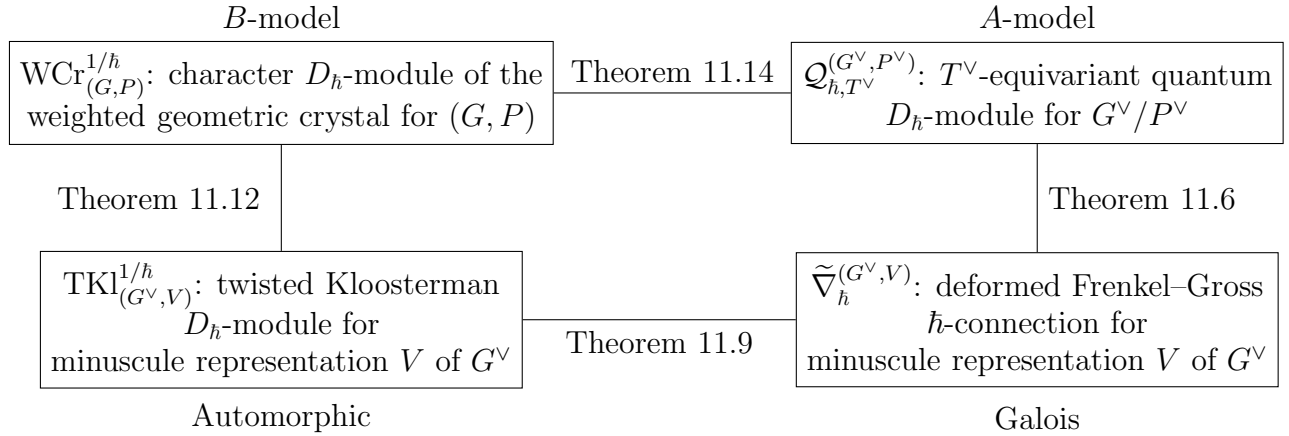 B-model
A-model
WCr^{1/ℏ}_{(G,P)}: character D_ℏ-module of the
weighted geometric crystal for (G, P)
Theorem 11.14
𝒬^{(G^∨,P^∨)}_{ℏ,T^∨}: T^∨-equivariant quantum
D_ℏ-module for G^∨/P^∨
Theorem 11.12
Theorem 11.6
TKl^{1/ℏ}_{(G^∨,V)}: twisted Kloosterman
D_ℏ-module for
minuscule representation V of G^∨
Theorem 11.9
∇̃^{(G^∨,V)}_ℏ: deformed Frenkel–Gross
ℏ-connection for
minuscule representation V of G^∨
Automorphic
Galois